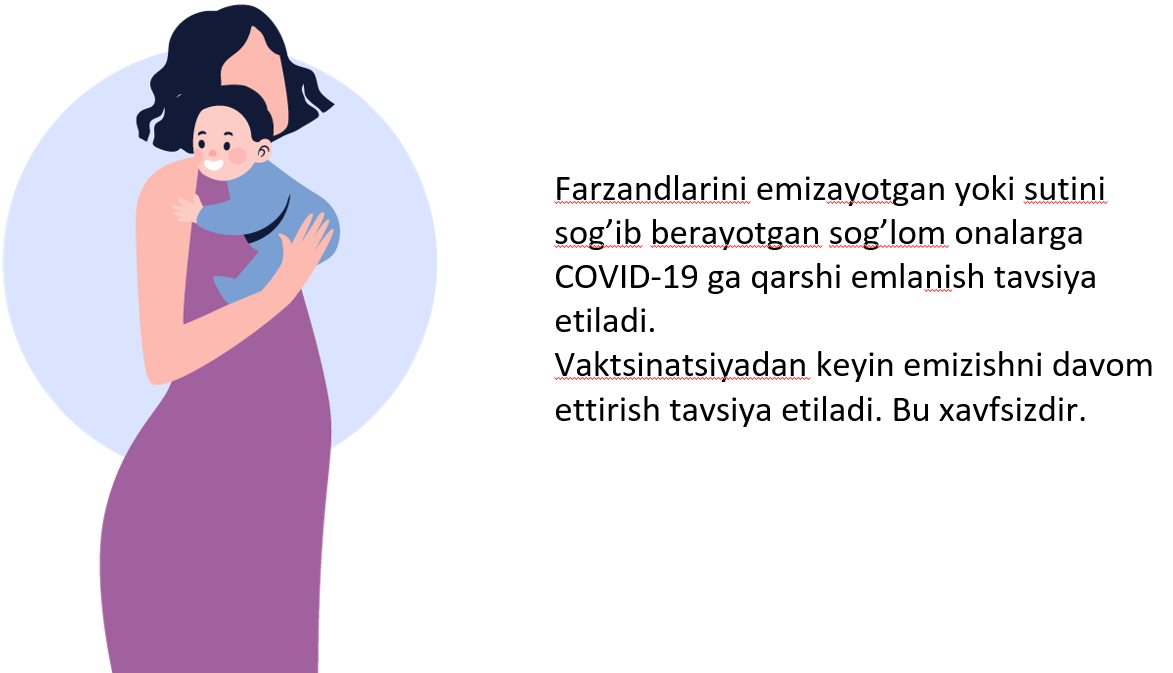 Farzandlarini emizayotgan yoki sutini
sog’ib berayotgan sog’lom onalarga
COVID-19 ga qarshi emlanish tavsiya
etiladi.
Vaktsinatsiyadan keyin emizishni davom
ettirish tavsiya etiladi. Bu xavfsizdir.